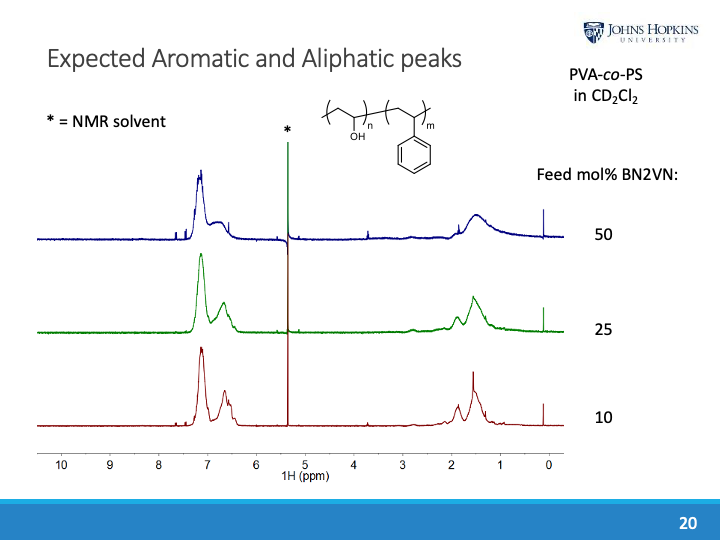 JOHNS HOPKINS
UNIVERSITY
Expected Aromatic and Aliphatic peaks
PVA-co-PS
in CD₂Cl₂
* = NMR solvent
*
n
m
OH
Feed mol% BN2VN:
50
25
10
10 9 8 7 6 5 4 3 2 1 0
1H (ppm)
20